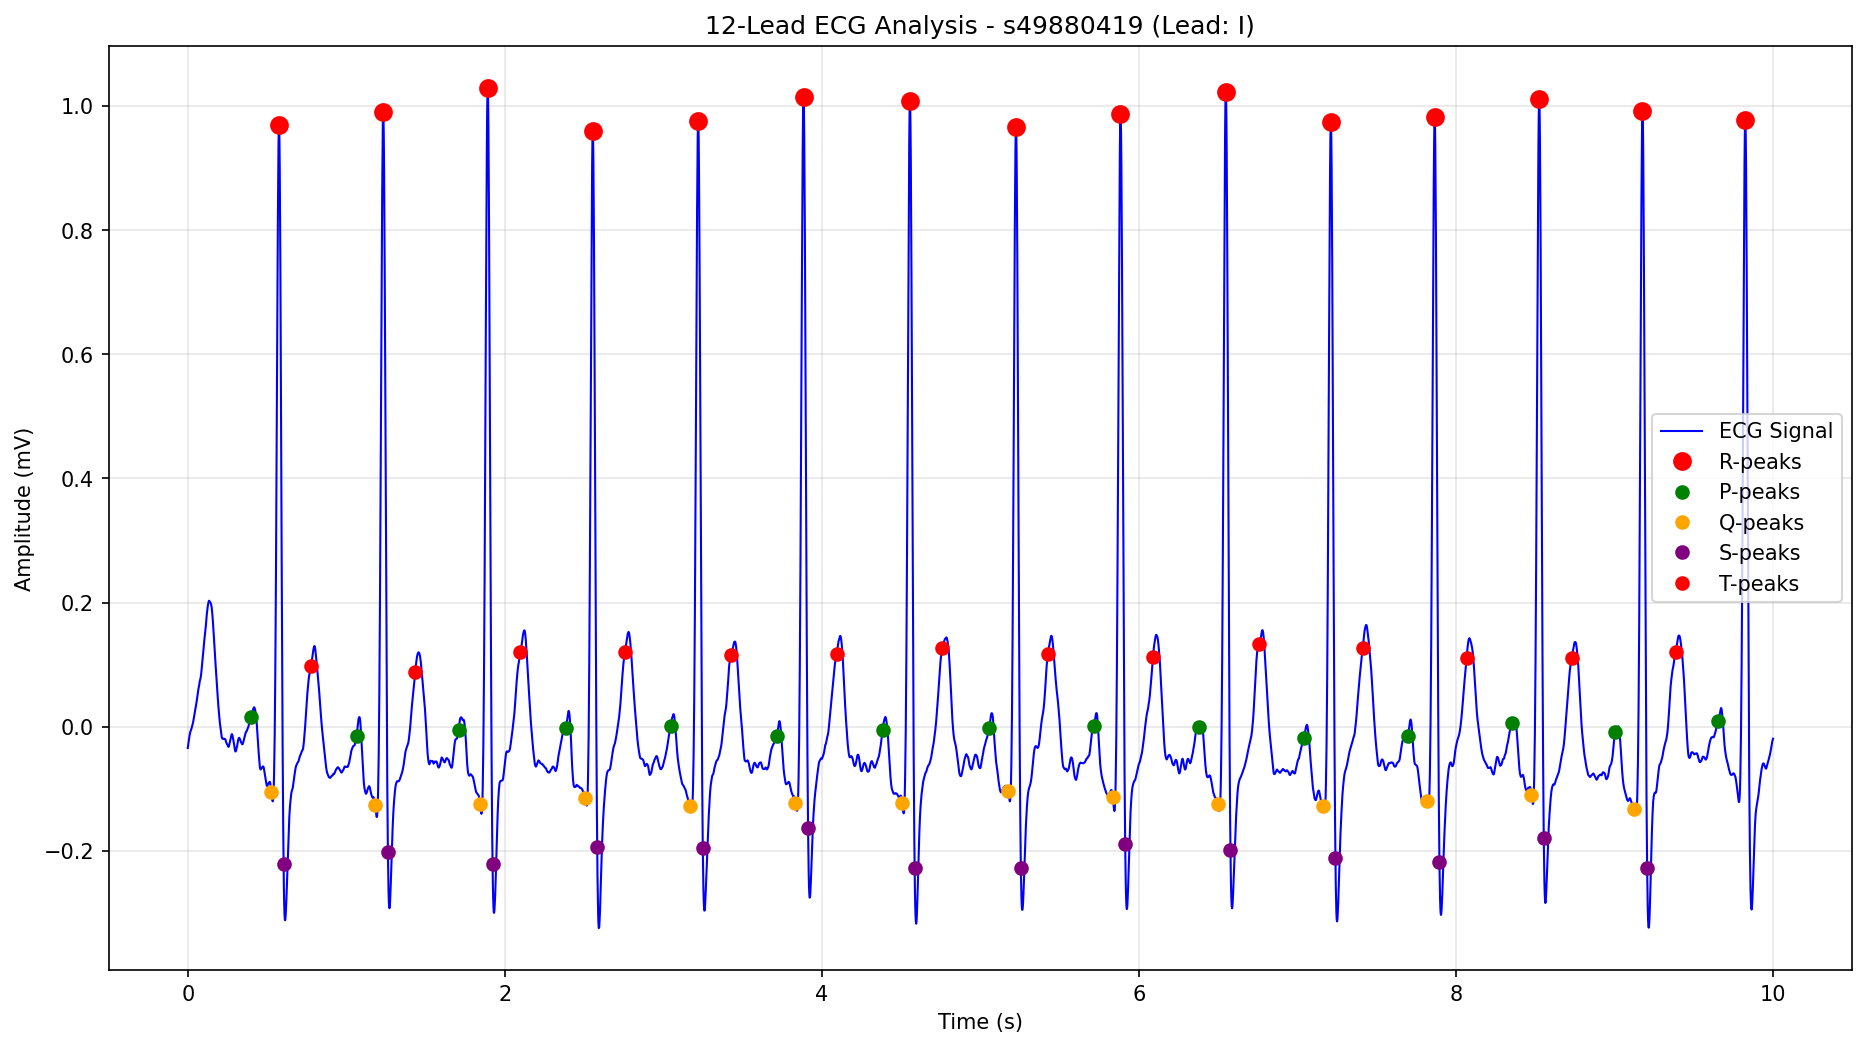 12-Lead ECG Analysis - s49880419 (Lead: I)
Amplitude (mV)
1.0
0.8
0.6
0.4
0.2
0.0
−0.2
ECG Signal
R-peaks
P-peaks
Q-peaks
S-peaks
T-peaks
0 2 4 6 8 10
Time (s)